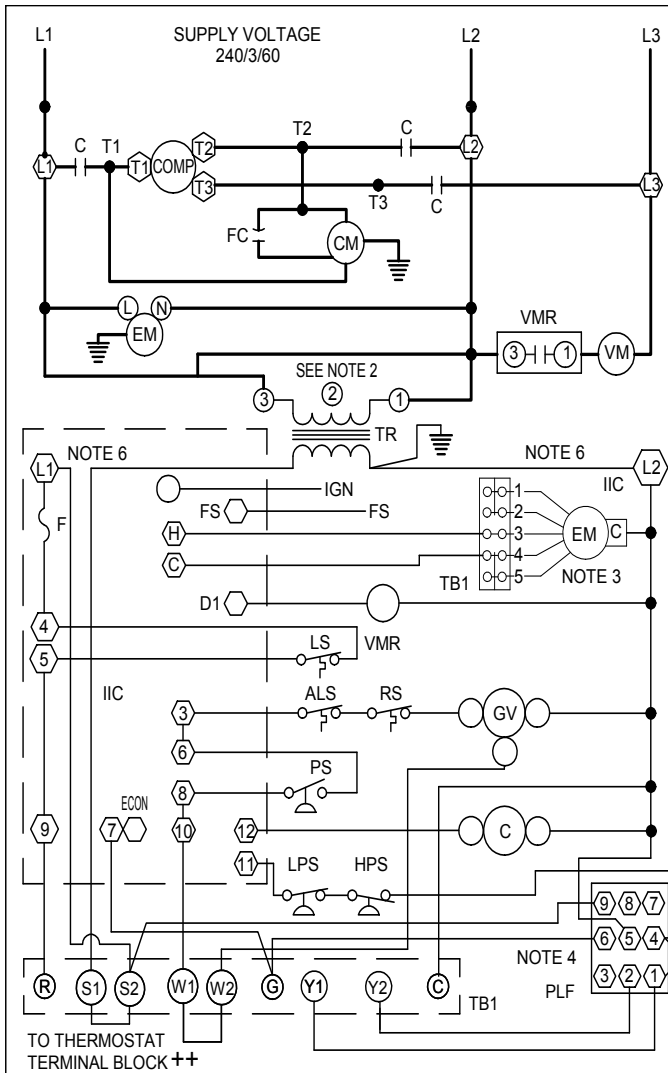 L1 SUPPLY VOLTAGE L2 L3
240/3/60
C T1 T2 T2 C L2
L1 T1 COMP T3 T3 C L3
FC CM
L N VMR
EM 3 1 VM
SEE NOTE 2
3 2 1
TR
NOTE 6 NOTE 6
L1 IGN L2
IIC
FS FS 1
F 2
H 3 EM C
C 4
TB1 5 NOTE 3
D1
4 LS VMR
5
IIC ALS RS
3 GV
6
PS
8
ECON
9 7 10 12 C
11 LPS HPS
9 8 7
6 5 4
NOTE 4
3 2 1
R S1 S2 W1 W2 G Y1 Y2 C PLF
TB1
TO THERMOSTAT
TERMINAL BLOCK ++